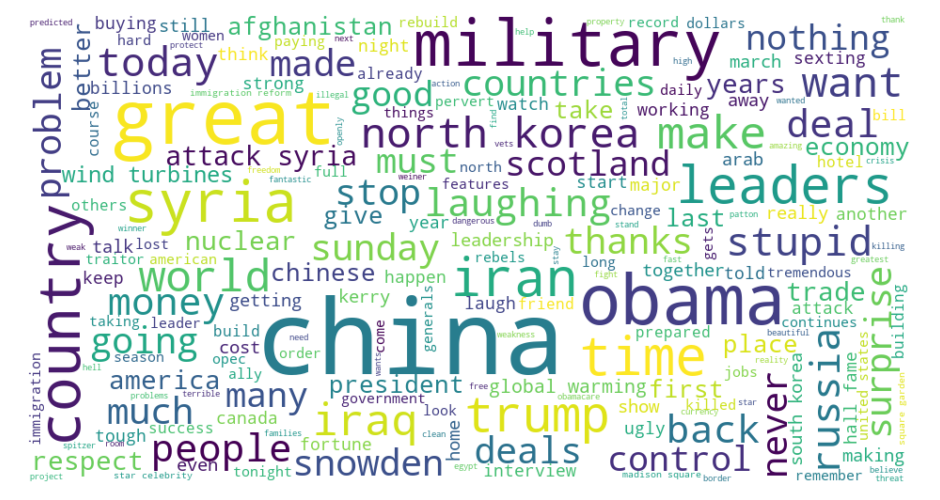 predicted
buying
still
afghanistan
rebuild
record
dollars
military
nothing
thank
hard
women
property
today
made
think
paying
night
help
next
protect
better
problem
billions
strong
already
daily
years
march
sexting
want
high
action
countries
course
great
immigration reform
illegal
good
things
pervert
watch
take
working
away
wanted
bill
openly
total
find
north korea
make
deal
attack syria
must
vets
scotland
north
arab
economy
amazing
wind turbines
full
freedom
fantastic
weiner
features
start
major
hotel
crisis
leaders
others
syria
stop
laughing
change
last
patton
really
another
winner
give
year
dangerous
dumb
stand
gets
stupid
killing
weak
talk
lost
nuclear
sunday
leadership
thanks
traitor
american
rebels
long
together
told
tremendous
greatest
keep
world
chinese
happen
iran
stay
fast
fight
country
money
getting
kerry
laugh
friend
obama
trade
surprise
building
generals
weakness
prepared
attack
beautiful
continues
taking
leader
build
need
china
time
place
going
cost
order
come
wants
season
opec
reality
hell
ally
president
free
global warming
first
jobs
russia
south korea
hall fame
united states
square garden
america
many
government
obamacare
show
killed
star
immigration
problems
terrible
much
success
canada
iraq
look
trump
currency
ugly
back
never
tough
families
clean
home
fortune
spitzer
room
people
respect
even
tonight
snowden
egypt
deals
interview
control
madison square
border
remember
making
believe
threat
project
star celebrity